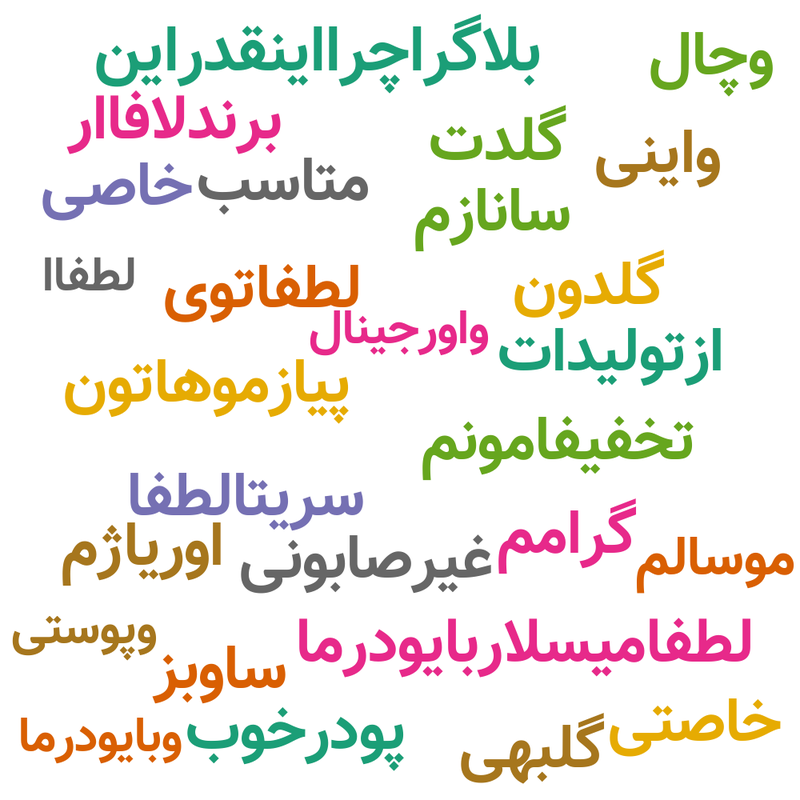 بلاگراچرااینقدراین
وچال
برندلافاار
گلدت
واینی
متاسب
خاصی
سانازم
لطفاا
لطفاتوی
گلدون
واورجینال
ازتولیدات
پیازموهاتون
تخفیفامونم
سریتالطفا
گرامم
اوریاژم
غیرصابونی
موسالم
وپوستی
لطفامیسلاربایودرما
ساوبز
خاصتی
پودرخوب
وبایودرما
گلبهی